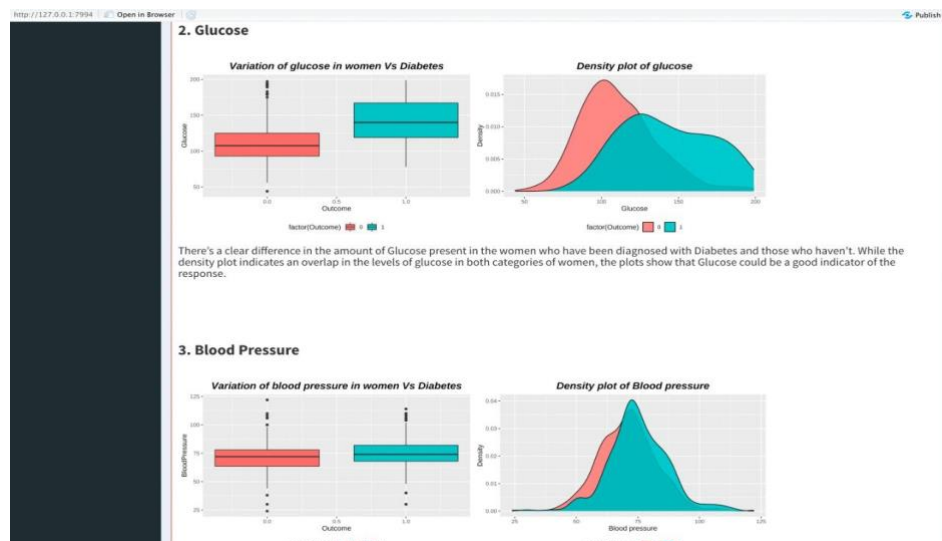 http://127.0.0.1:7994 Open in Browser Publish
2. Glucose
Variation of glucose in women Vs Diabetes
200
150
100
50
Glucose
0.0 0.5 1.0
Outcome
factor(Outcome) 0 1
Density plot of glucose
0.015
0.010
0.005
0.000
Density
50 100 150 200
Glucose
factor(Outcome) 0 1
There's a clear difference in the amount of Glucose present in the women who have been diagnosed with Diabetes and those who haven't. While the
density plot indicates an overlap in the levels of glucose in both categories of women, the plots show that Glucose could be a good indicator of the
response.
3. Blood Pressure
Variation of blood pressure in women Vs Diabetes
125
100
75
50
25
BloodPressure
0.0 0.5 1.0
Outcome
Density plot of Blood pressure
0.04
0.03
0.02
0.01
0.00
Density
25 50 75 100 125
Blood pressure